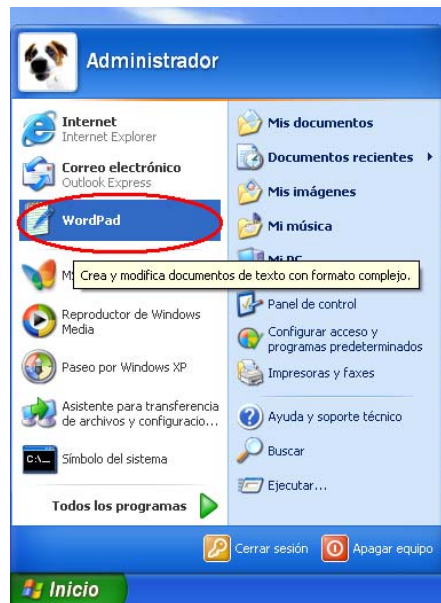 Administrador
Internet
Internet Explorer
Correo electrónico
Outlook Express
WordPad
Crea y modifica documentos de texto con formato complejo.
Reproductor de Windows
Media
Paseo por Windows XP
Asistente para transferencia
de archivos y configuracio...
C:\_
Símbolo del sistema
Todos los programas
Mis documentos
Documentos recientes
Mis imágenes
Mi música
Mi PC
Panel de control
Configurar acceso y
programas predeterminados
Impresoras y faxes
Ayuda y soporte técnico
Buscar
Ejecutar...
Cerrar sesión
Apagar equipo
Inicio